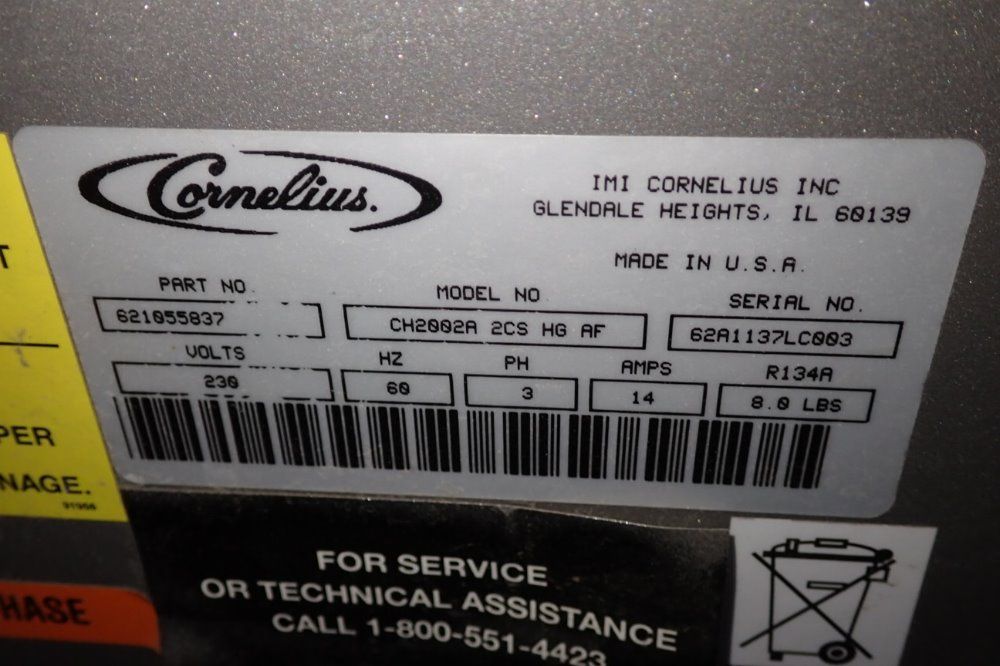 Cornelius.
IMI CORNELIUS INC
GLENDALE HEIGHTS, IL 60139
MADE IN U.S.A.
PART NO.
MODEL NO
SERIAL NO.
621055837
CH2002A 2CS HG AF
62A1137LC003
VOLTS
HZ
PH
AMPS
R134A
230
60
3
14
8.0 LBS
T
PER
NAGE.
HASE
FOR SERVICE
OR TECHNICAL ASSISTANCE
CALL 1-800-551-4423